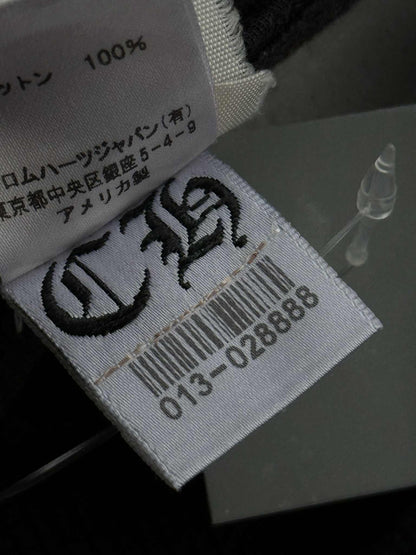 ットン 100%
ロムハーツジャパン(有)
東京都中央区銀座5-4-9
アメリカ製
CH
013-028888